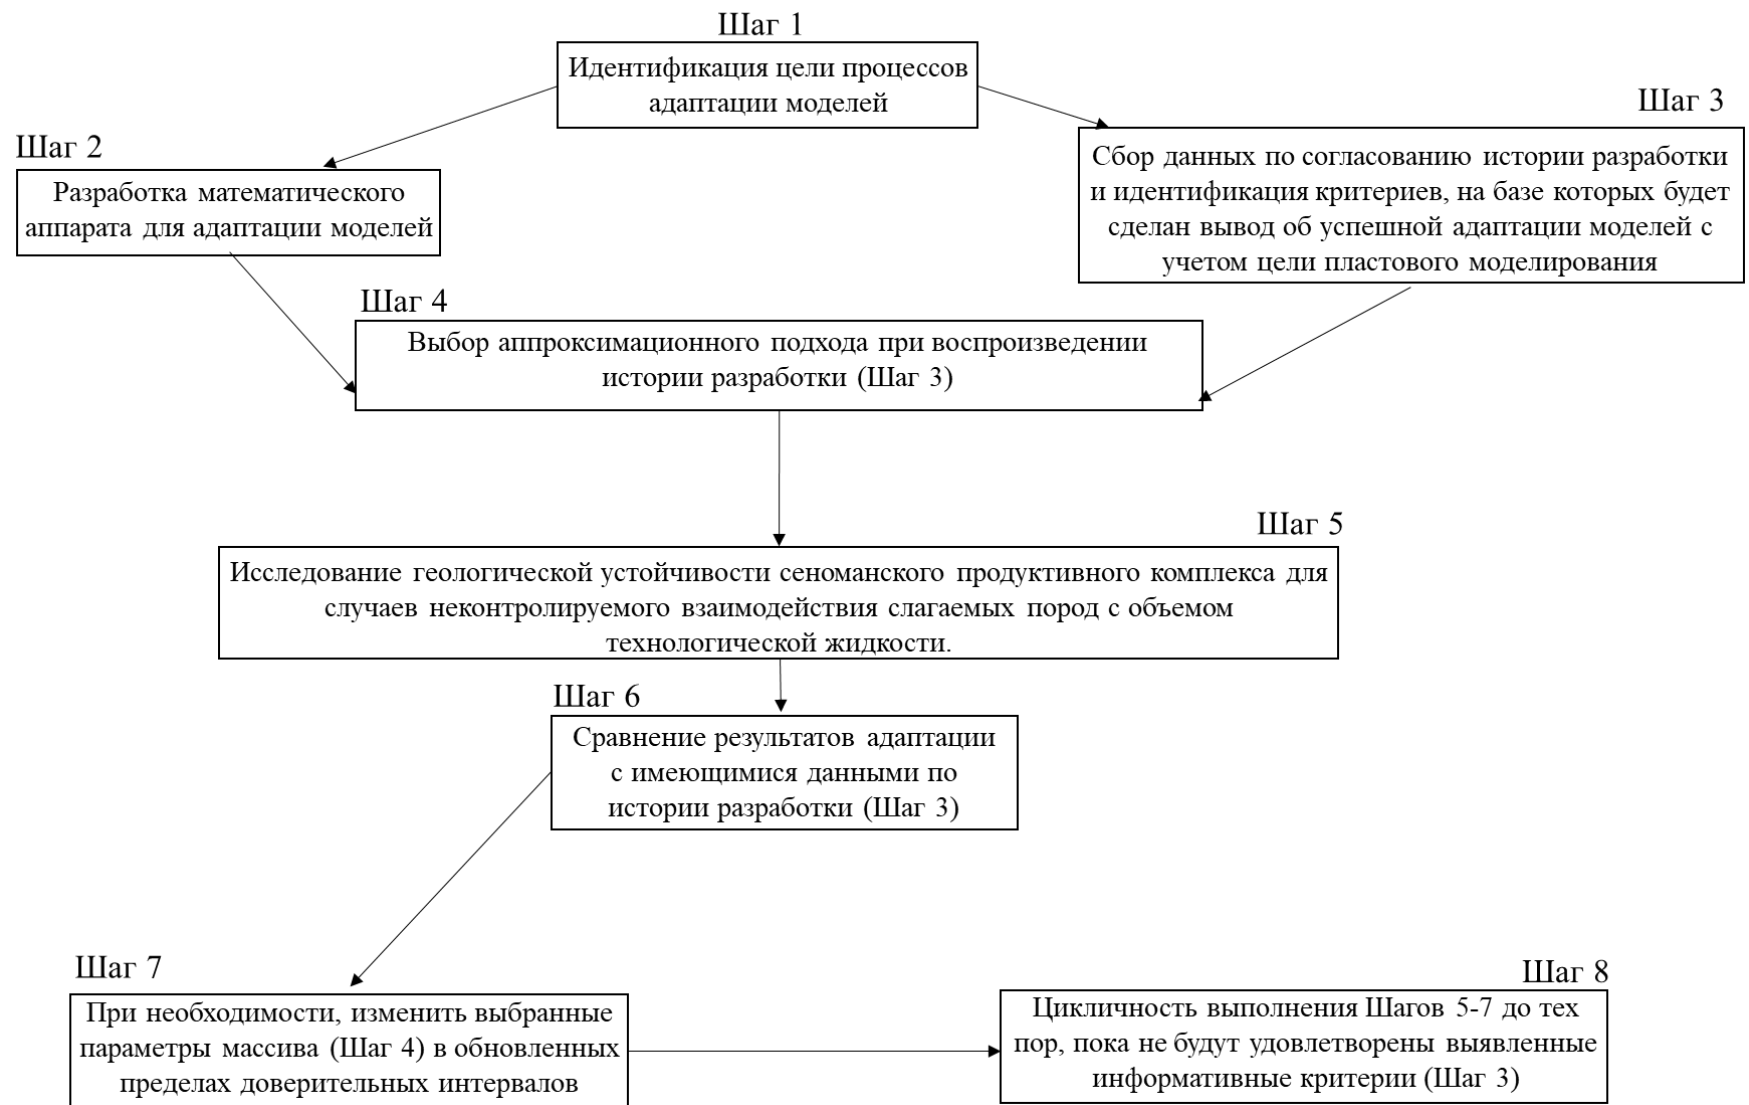 Шаг 1
Идентификация цели процессов
адаптации моделей
Шаг 2
Разработка математического
аппарата для адаптации моделей
Шаг 3
Сбор данных по согласованию истории разработки
и идентификация критериев, на базе которых будет
сделан вывод об успешной адаптации моделей с
учетом цели пластового моделирования
Шаг 4
Выбор аппроксимационного подхода при воспроизведении
истории разработки (Шаг 3)
Шаг 5
Исследование геологической устойчивости сеноманского продуктивного комплекса для
случаев неконтролируемого взаимодействия слагаемых пород с объемом
технологической жидкости.
Шаг 6
Сравнение результатов адаптации
с имеющимися данными по
истории разработки (Шаг 3)
Шаг 7
При необходимости, изменить выбранные
параметры массива (Шаг 4) в обновленных
пределах доверительных интервалов
Шаг 8
Цикличность выполнения Шагов 5-7 до тех
пор, пока не будут удовлетворены выявленные
информативные критерии (Шаг 3)